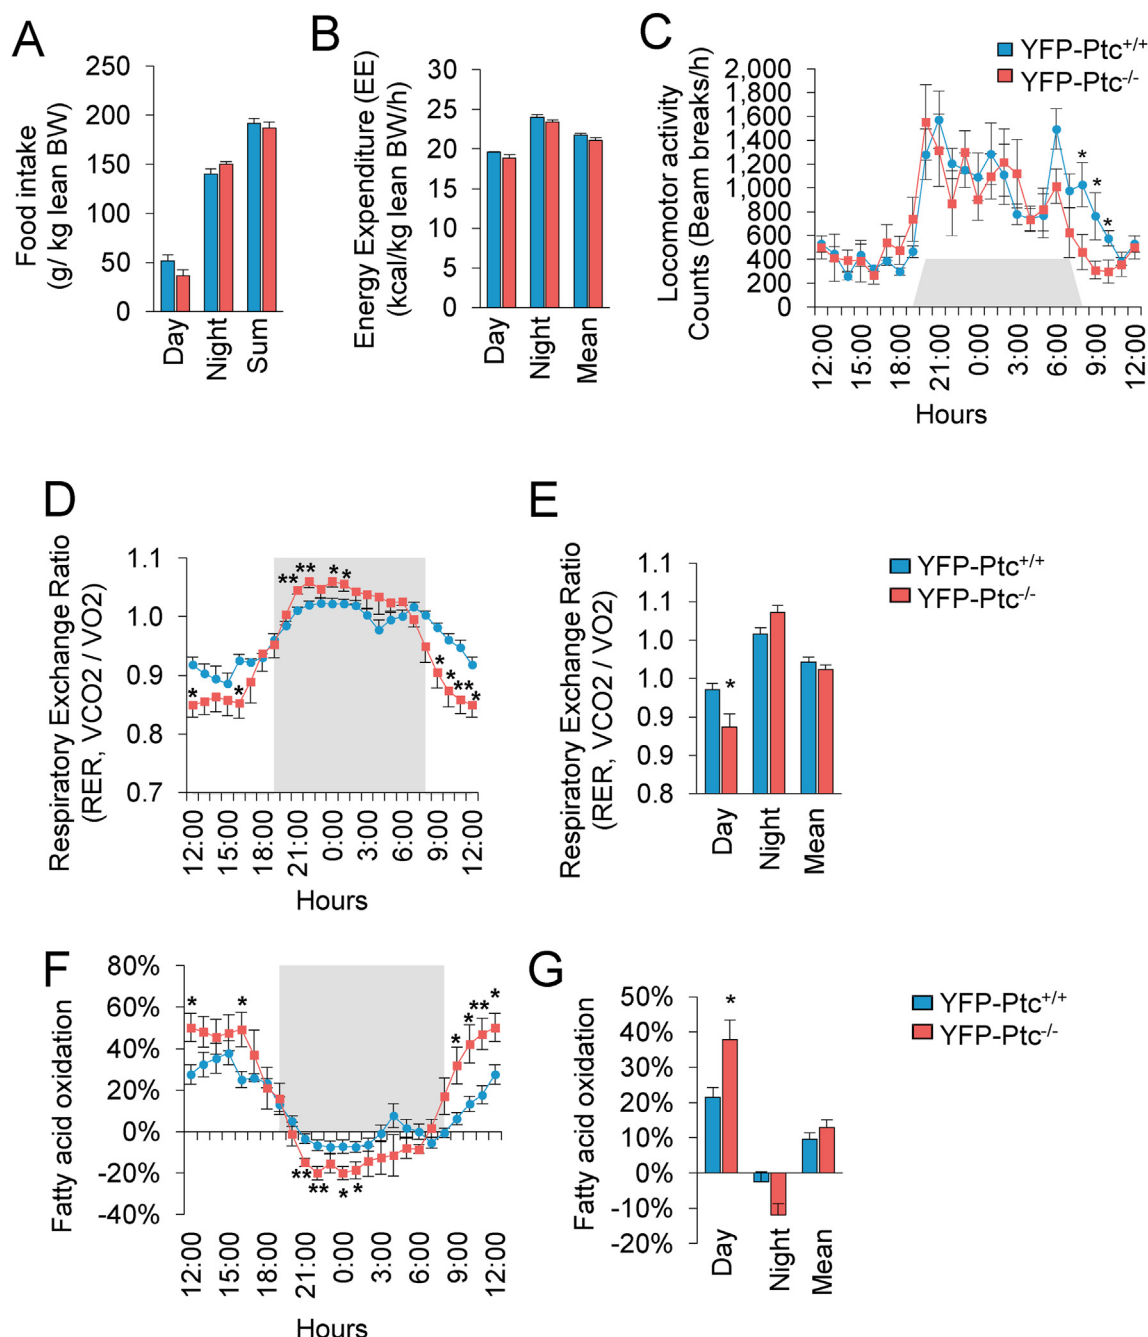 A
Food intake
(g/ kg lean BW)
250
200
150
100
50
0
Day
Night
Sum
B
Energy Expenditure (EE)
(kcal/kg lean BW/h)
30
25
20
15
10
5
0
Day
Night
Mean
C
YFP-Ptc+/+
YFP-Ptc-/-
Locomotor activity
Counts (Beam breaks/h)
2,000
1,800
1,600
1,400
1,200
1,000
800
600
400
200
0
* * *
12:00 15:00 18:00 21:00 0:00 3:00 6:00 9:00 12:00
Hours
D
Respiratory Exchange Ratio
(RER, VCO2 / VO2)
1.1
1.0
0.9
0.8
0.7
** ** * *
* * * * ** *
12:00 15:00 18:00 21:00 0:00 3:00 6:00 9:00 12:00
Hours
E
YFP-Ptc+/+
YFP-Ptc-/-
Respiratory Exchange Ratio
(RER, VCO2 / VO2)
1.1
1.1
1.0
1.0
0.9
0.9
0.8
*
Day
Night
Mean
F
Fatty acid oxidation
80%
60%
40%
20%
0%
-20%
-40%
* * * * ** *
** ** * *
12:00 15:00 18:00 21:00 0:00 3:00 6:00 9:00 12:00
Hours
G
YFP-Ptc+/+
YFP-Ptc-/-
Fatty acid oxidation
50%
40%
30%
20%
10%
0%
-10%
-20%
*
Day
Night
Mean